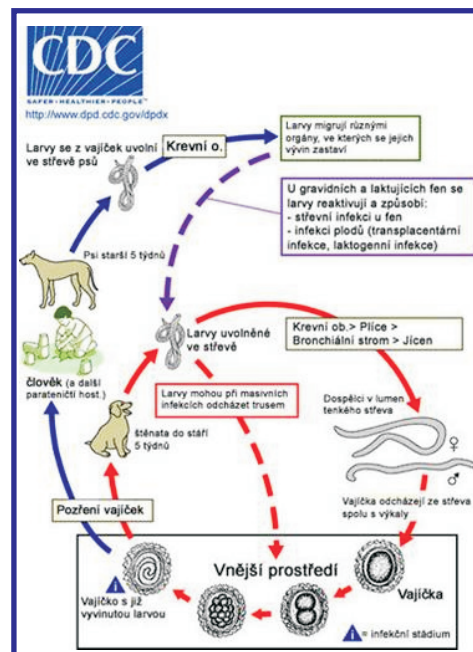 CDC
SAFER•HEALTHIER•PEOPLE™
http://www.dpd.cdc.gov/dpdx
Larvy se z vajíček uvolní
ve střevě psů
Krevní o.
Larvy migrují různými
orgány, ve kterých se jejich
vývin zastaví
U gravidních a laktujících fen se
larvy reaktivují a způsobí:
- střevní infekci u fen
- infekci plodů (transplacentární
infekce, laktogenní infekce)
Psi starší 5 týdnů
Larvy uvolněné
ve střevě
Krevní ob.> Plíce >
Bronchiální strom > Jícen
člověk (a další
parateničtí host.)
Larvy mohou při masivních
infekcích odcházet trusem
štěnata do stáří
5 týdnů
Dospělci v lumen
tenkého střeva
♀
♂
Vajíčka odcházejí ze střeva
spolu s výkaly
Pozření vajíček
Vnější prostředí
Vajíčka
i
Vajíčko s již
vyvinutou larvou
i = infekční stádium